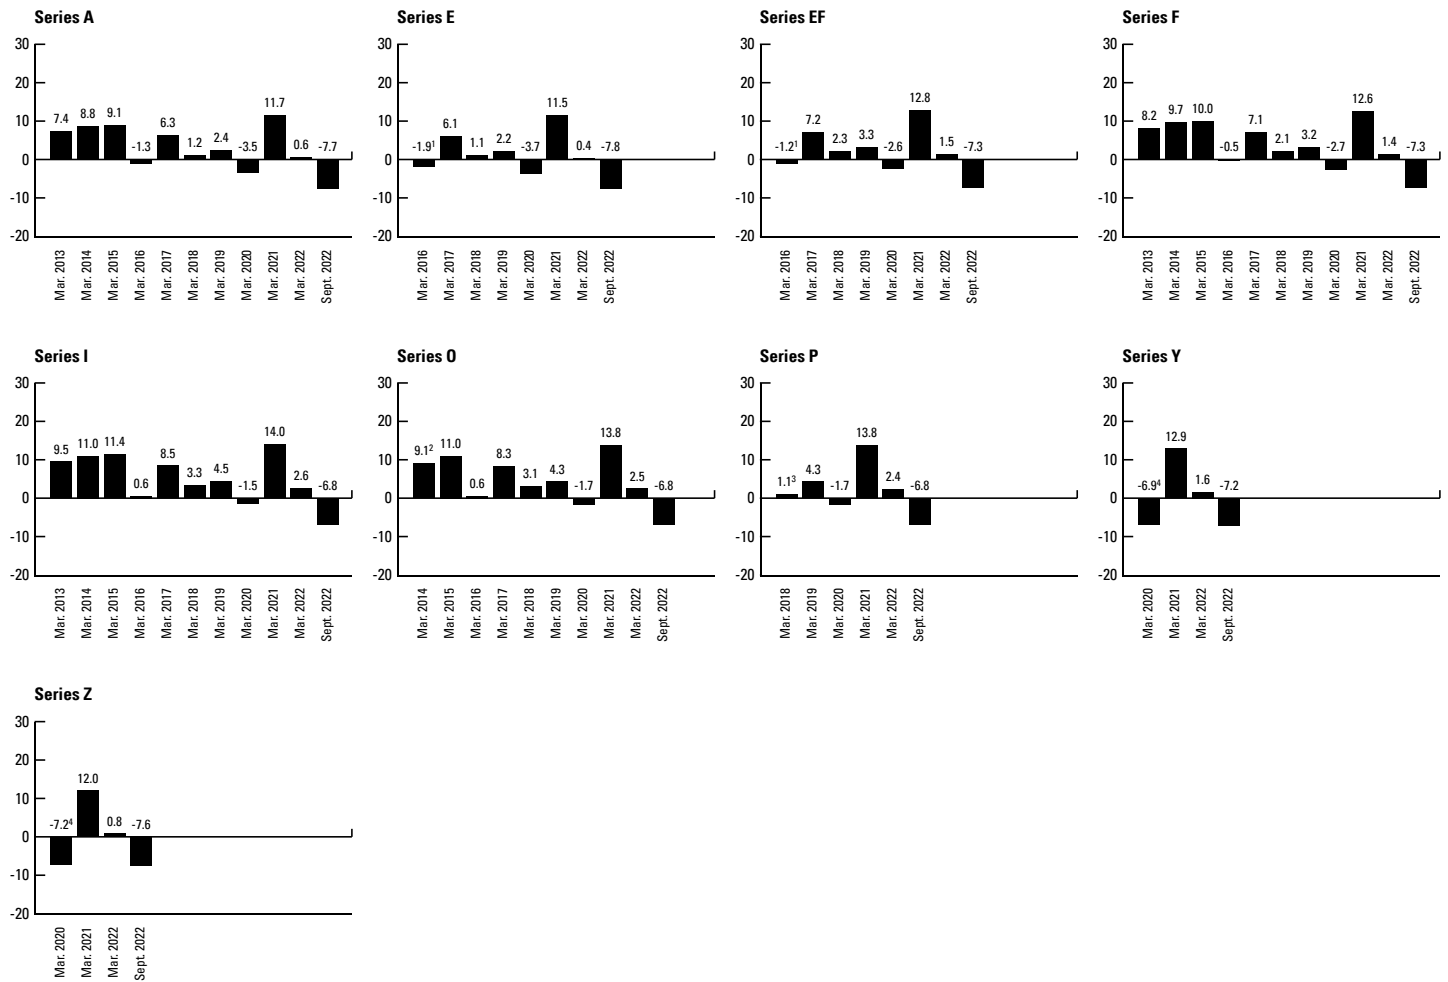 Series A
30
20
10
0
-10
-20
7.4
8.8
9.1
-1.3
6.3
1.2
2.4
-3.5
11.7
0.6
-7.7
Mar. 2013
Mar. 2014
Mar. 2015
Mar. 2016
Mar. 2017
Mar. 2018
Mar. 2019
Mar. 2020
Mar. 2021
Mar. 2022
Sept. 2022
Series E
30
20
10
0
-10
-20
-1.9¹
6.1
1.1
2.2
-3.7
11.5
0.4
-7.8
Mar. 2016
Mar. 2017
Mar. 2018
Mar. 2019
Mar. 2020
Mar. 2021
Mar. 2022
Sept. 2022
Series EF
30
20
10
0
-10
-20
-1.2¹
7.2
2.3
3.3
-2.6
12.8
1.5
-7.3
Mar. 2016
Mar. 2017
Mar. 2018
Mar. 2019
Mar. 2020
Mar. 2021
Mar. 2022
Sept. 2022
Series F
30
20
10
0
-10
-20
8.2
9.7
10.0
-0.5
7.1
2.1
3.2
-2.7
12.6
1.4
-7.3
Mar. 2013
Mar. 2014
Mar. 2015
Mar. 2016
Mar. 2017
Mar. 2018
Mar. 2019
Mar. 2020
Mar. 2021
Mar. 2022
Sept. 2022
Series I
30
20
10
0
-10
-20
9.5
11.0
11.4
0.6
8.5
3.3
4.5
-1.5
14.0
2.6
-6.8
Mar. 2013
Mar. 2014
Mar. 2015
Mar. 2016
Mar. 2017
Mar. 2018
Mar. 2019
Mar. 2020
Mar. 2021
Mar. 2022
Sept. 2022
Series O
30
20
10
0
-10
-20
9.1²
11.0
0.6
8.3
3.1
4.3
-1.7
13.8
2.5
-6.8
Mar. 2014
Mar. 2015
Mar. 2016
Mar. 2017
Mar. 2018
Mar. 2019
Mar. 2020
Mar. 2021
Mar. 2022
Sept. 2022
Series P
30
20
10
0
-10
-20
1.1³
4.3
-1.7
13.8
2.4
-6.8
Mar. 2018
Mar. 2019
Mar. 2020
Mar. 2021
Mar. 2022
Sept. 2022
Series Y
30
20
10
0
-10
-20
-6.9⁴
12.9
1.6
-7.2
Mar. 2020
Mar. 2021
Mar. 2022
Sept. 2022
Series Z
30
20
10
0
-10
-20
-7.2⁴
12.0
0.8
-7.6
Mar. 2020
Mar. 2021
Mar. 2022
Sept. 2022